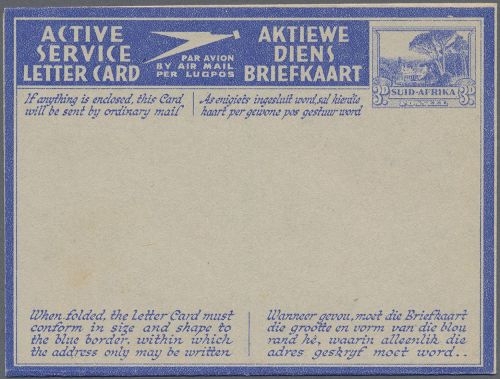 ACTIVE
SERVICE
LETTER CARD
PAR AVION
BY AIR MAIL
PER LUGPOS
AKTIEWE
DIENS
BRIEFKAART
3D SUID-AFRIKA 3D
POSSEËL
If anything is enclosed, this Card
will be sent by ordinary mail
As enigiets ingesluit word, sal hierdie
kaart per gewone pos gestuur word
When folded, the Letter Card must
conform in size and shape to
the blue border, within which
the address only may be written
Wanneer gevou, moet die Briefkaart
die grootte en vorm van die blou
rand hê, waarin alleenlik die
adres geskryf moet word..